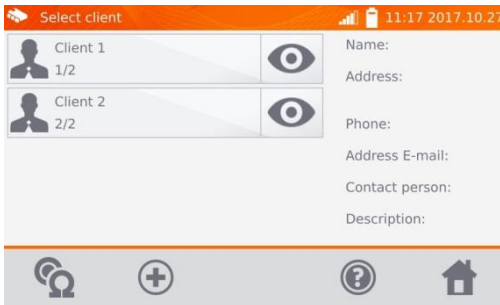 Select client
11:17 2017.10.27
Client 1
1/2
Client 2
2/2
Name:
Address:
Phone:
Address E-mail:
Contact person:
Description: